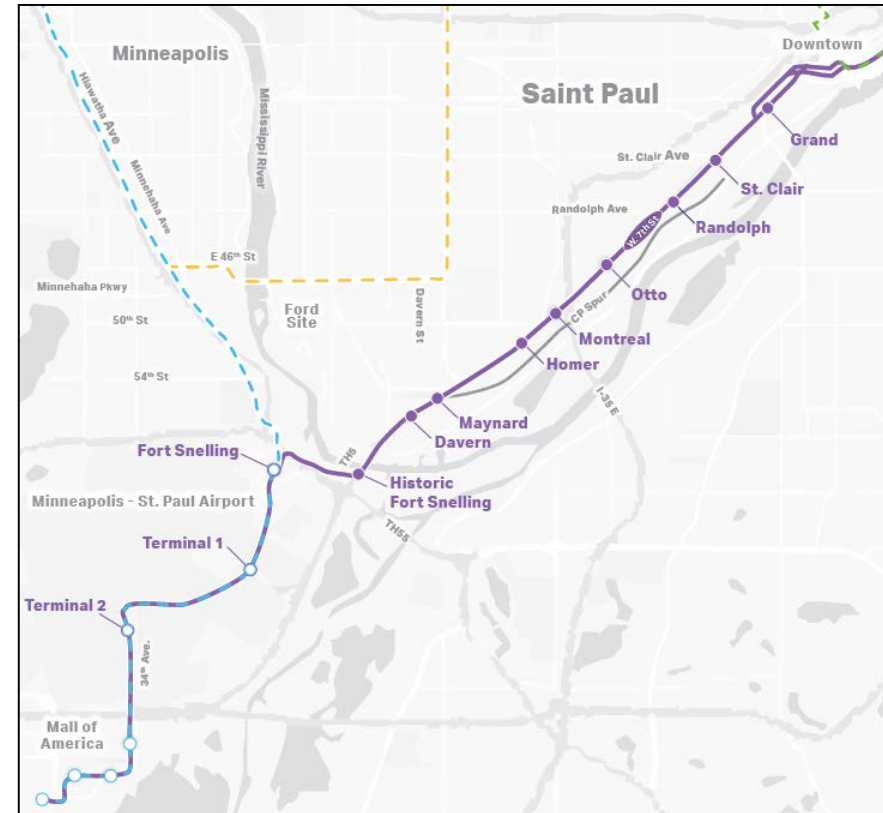 Minneapolis
Downtown
Hiawatha Ave
Mississippi River
Saint Paul
Grand
St. Clair Ave
St. Clair
Minnehaha Ave
Randolph Ave
Randolph
W. 7th St
E 46th St
Minnehaha Pkwy
Otto
Ford
Site
Davern St
CP Spur
50th St
Montreal
Homer
54th St
I-35 E
Maynard
Davern
Fort Snelling
TH5
Historic
Fort Snelling
Minneapolis - St. Paul Airport
TH55
Terminal 1
Terminal 2
34th Ave.
Mall of
America